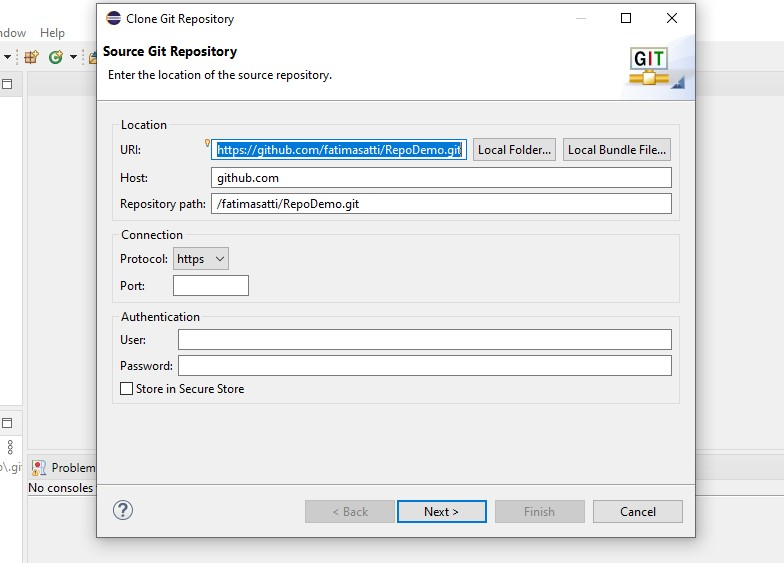 Clone Git Repository
ndow Help
Source Git Repository
Enter the location of the source repository.
GIT
Location
URI: https://github.com/fatimasatti/RepoDemo.git Local Folder... Local Bundle File...
Host: github.com
Repository path: /fatimasatti/RepoDemo.git
Connection
Protocol: https
Port:
Authentication
User:
Password:
Store in Secure Store
o\.gi
Problem
No consoles
? < Back Next > Finish Cancel